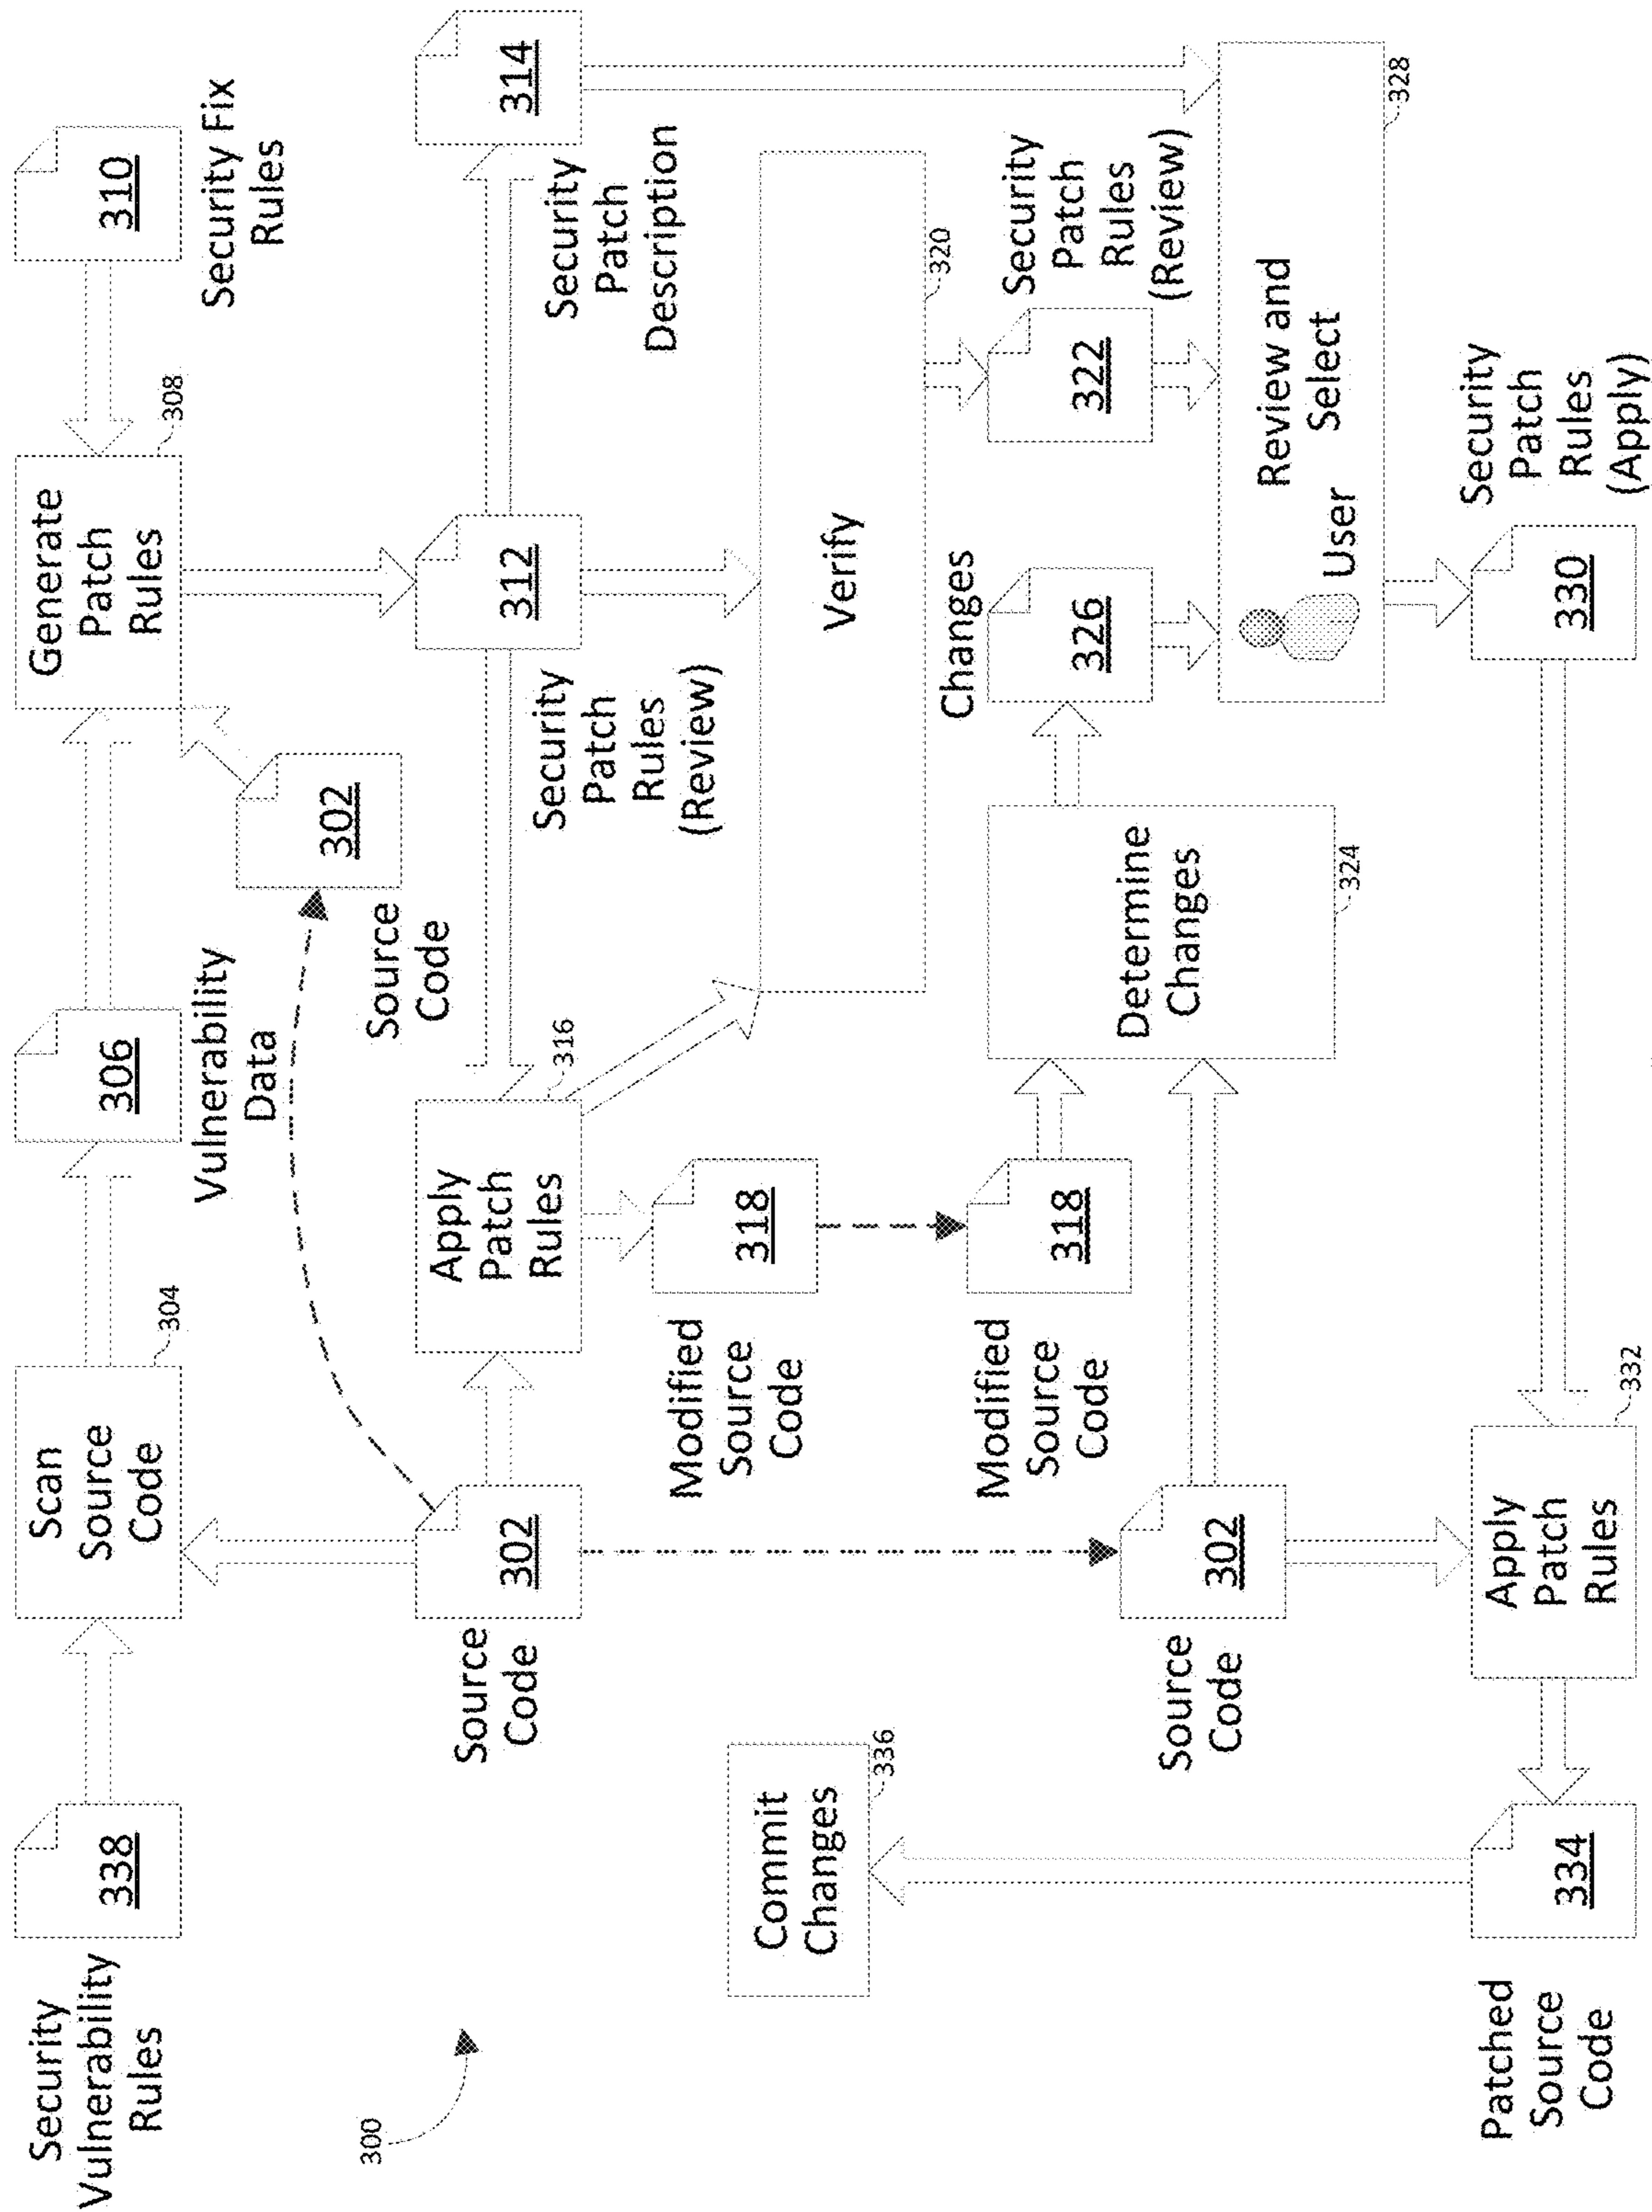 300
Security
Vulnerability
Rules
338
Scan
Source
Code
304
306
Vulnerability
Data
Generate
Patch
Rules
308
310
Security Fix
Rules
302
Source
Code
Source
Code
302
Apply
Patch
Rules
316
312
Security
Patch
Rules
(Review)
314
Security
Patch
Description
318
Modified
Source
Code
Verify
320
Commit
Changes
336
318
Modified
Source
Code
Source
Code
302
Determine
Changes
324
Changes
326
322
Security
Patch
Rules
(Review)
Review and
Select
User
328
Patched
Source
Code
334
Apply
Patch
Rules
332
330
Security
Patch
Rules
(Apply)